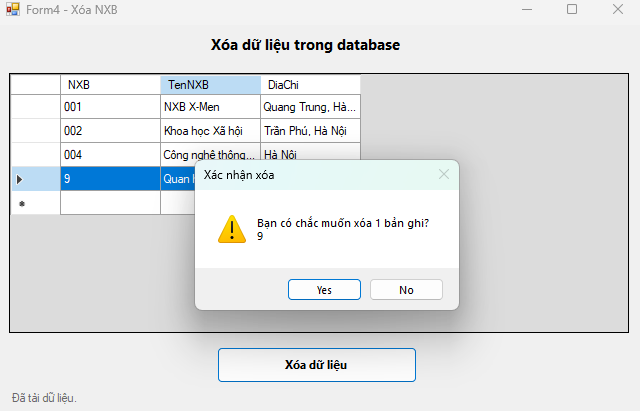 Form4 - Xóa NXB
Xóa dữ liệu trong database
NXB TenNXB DiaChi
001 NXB X-Men Quang Trung, Hà...
002 Khoa học Xã hội Trần Phú, Hà Nội
004 Công nghệ thông... Hà Nội
9 Quan
Xác nhận xóa
Bạn có chắc muốn xóa 1 bản ghi?
9
Yes No
Xóa dữ liệu
Đã tải dữ liệu.